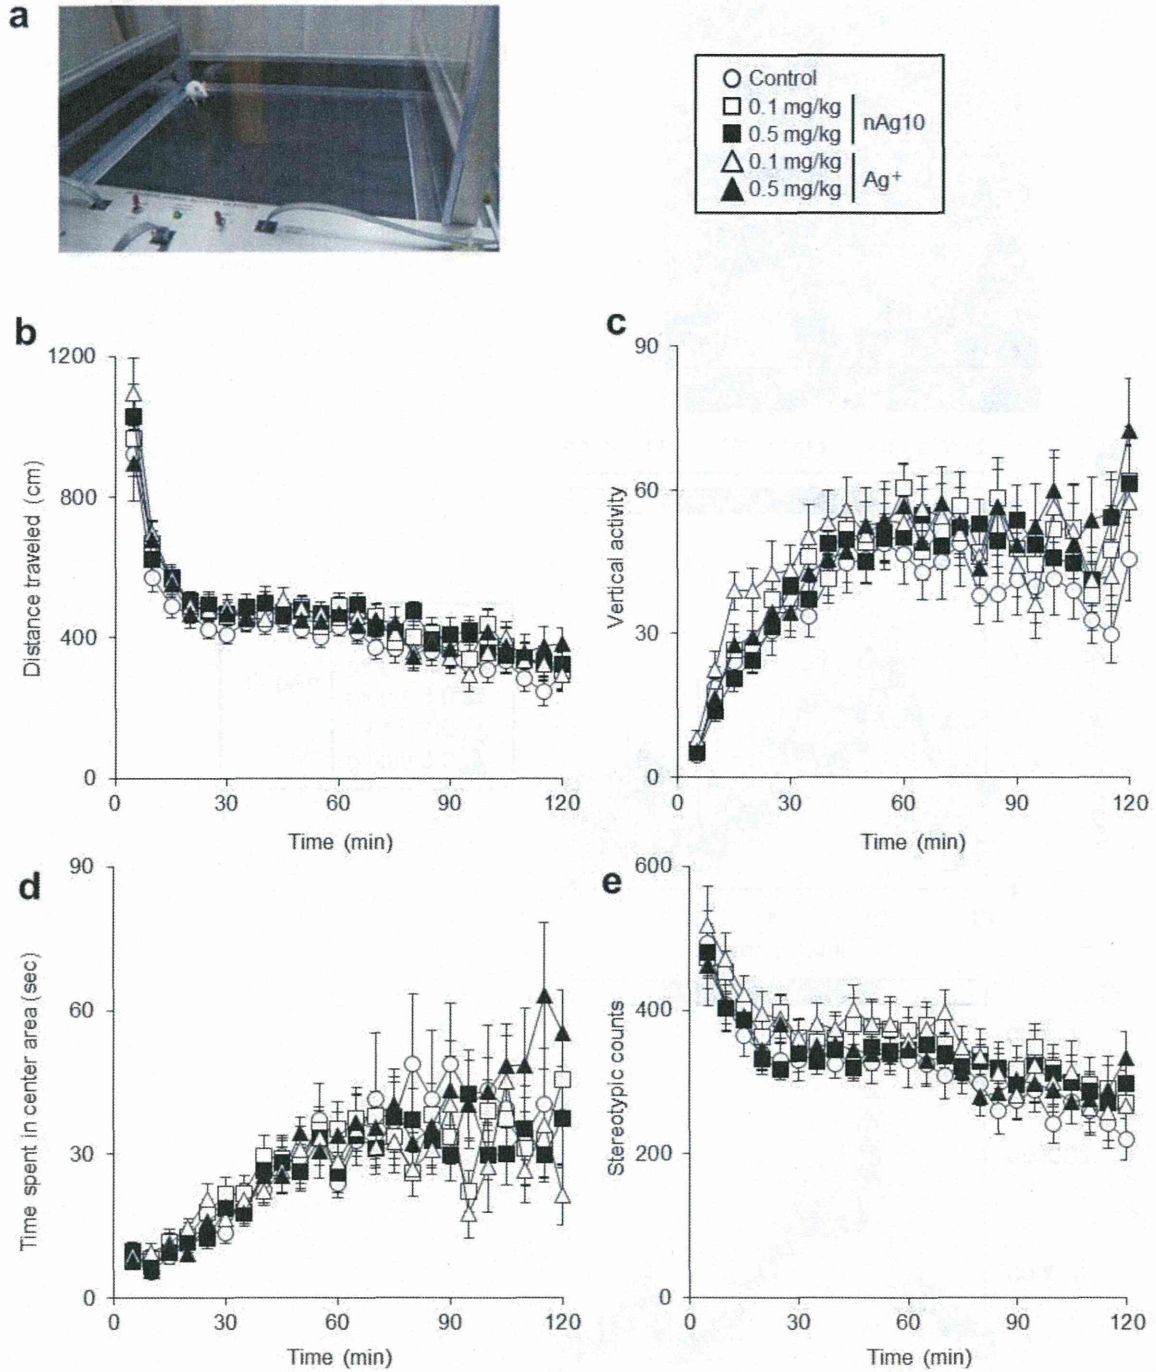 a
Control
0.1 mg/kg
0.5 mg/kg
nAg10
0.1 mg/kg
0.5 mg/kg
Ag⁺
b
1200
800
400
0
Distance traveled (cm)
0 30 60 90 120
Time (min)
c
90
60
30
0
Vertical activity
0 30 60 90 120
Time (min)
d
90
60
30
0
Time spent in center area (sec)
0 30 60 90 120
Time (min)
e
600
400
200
0
Stereotypic counts
0 30 60 90 120
Time (min)